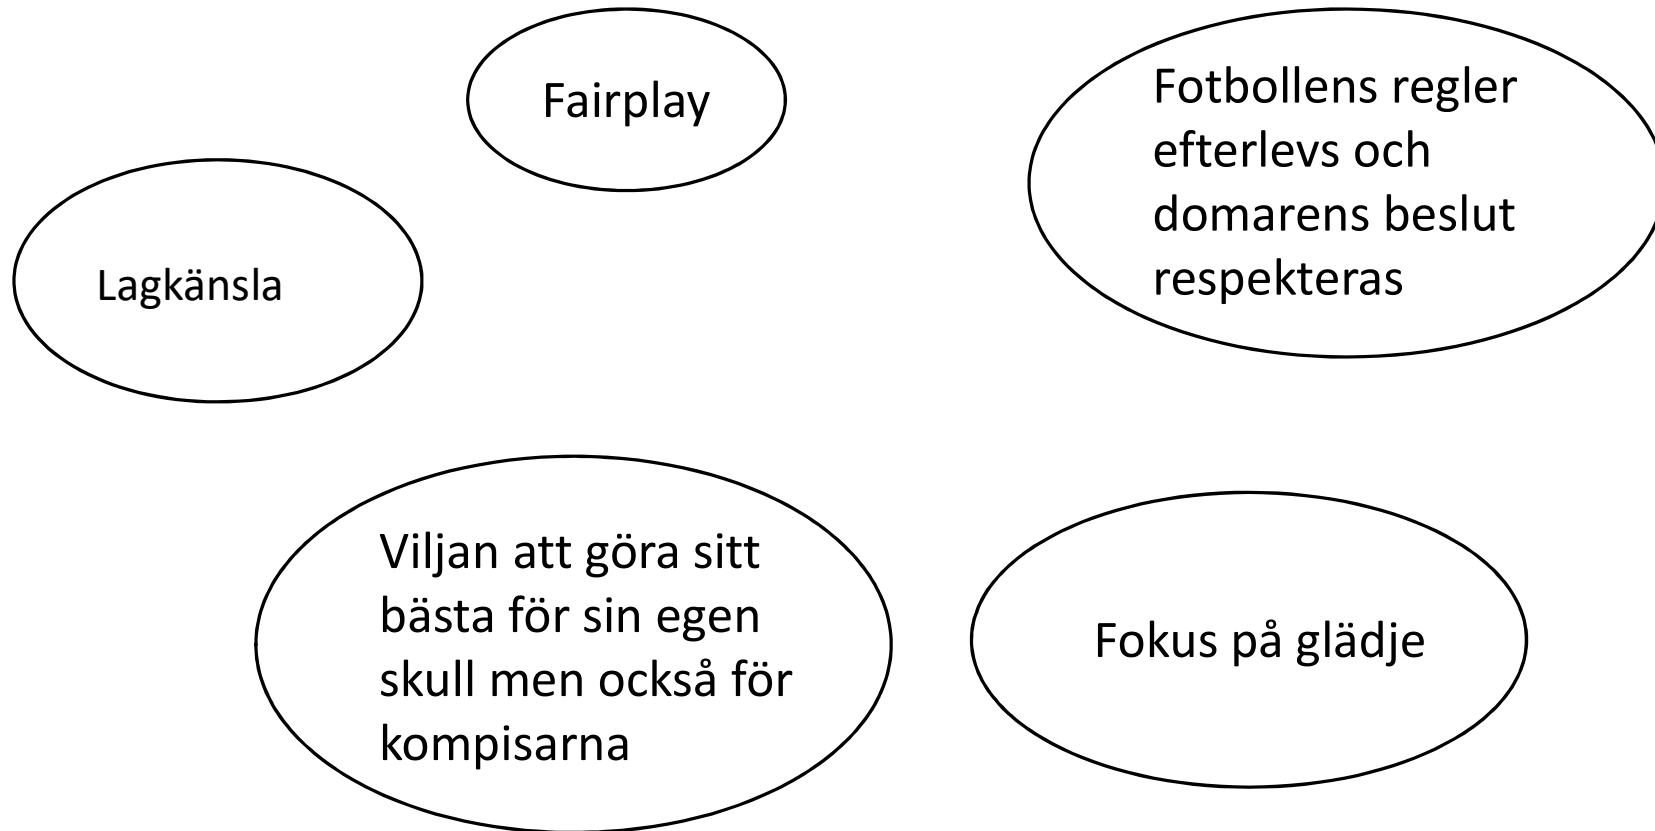 Fairplay
Fotbollens regler
efterlevs och
domarens beslut
respekteras
Lagkänsla
Viljan att göra sitt
bästa för sin egen
skull men också för
kompisarna
Fokus på glädje